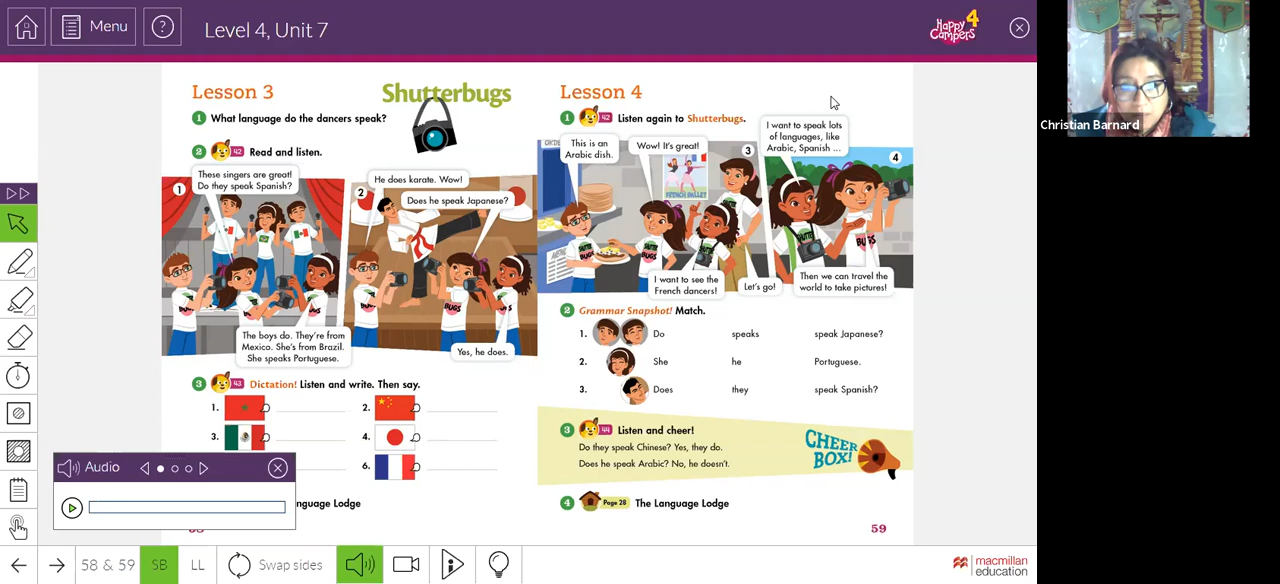 Menu
?
Level 4, Unit 7
Happy Campers 4
Christian Barnard
Lesson 3
Shutterbugs
1 What language do the dancers speak?
2 42 Read and listen.
1
These singers are great!
Do they speak Spanish?
The boys do. They're from
Mexico. She's from Brazil.
She speaks Portuguese.
2
He does karate. Wow!
Does he speak Japanese?
Yes, he does.
BUGS
BUGS
3 43 Dictation! Listen and write. Then say.
1.
2.
3.
4.
6.
Audio
nguage Lodge
Lesson 4
1 42 Listen again to Shutterbugs.
This is an
Arabic dish.
Wow! It's great!
FRENCH BALLET
3
I want to see the
French dancers!
Let's go!
I want to speak lots
of languages, like
Arabic, Spanish ...
4
Then we can travel the
world to take pictures!
2 Grammar Snapshot! Match.
1. Do speaks speak Japanese?
2. She he Portuguese.
3. Does they speak Spanish?
3 44 Listen and cheer!
Do they speak Chinese? Yes, they do.
Does he speak Arabic? No, he doesn't.
CHEER
BOX!
4 Page 28 The Language Lodge
59
58 & 59
SB
LL
Swap sides
macmillan
education